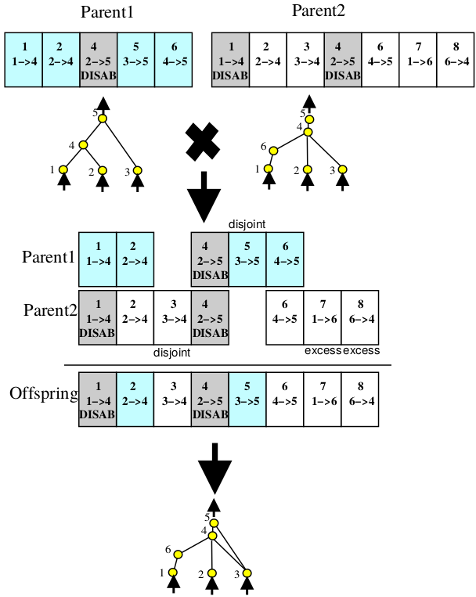 Parent1 Parent2
1 2 4 5 6 1 2 3 4 6 7 8
1−>4 2−>4 2−>5 3−>5 4−>5 1−>4 2−>4 3−>4 2−>5 4−>5 1−>6 6−>4
DISAB DISAB DISAB
5 5
4 4
6
1 2 3 1 2 3
disjoint
Parent1
1 2 4 5 6
1−>4 2−>4 2−>5 3−>5 4−>5
DISAB
Parent2
1 2 3 4 6 7 8
1−>4 2−>4 3−>4 2−>5 4−>5 1−>6 6−>4
DISAB DISAB
disjoint excess excess
Offspring
1 2 3 4 5 6 7 8
1−>4 2−>4 3−>4 2−>5 3−>5 4−>5 1−>6 6−>4
DISAB DISAB
5
4
6
1 2 3